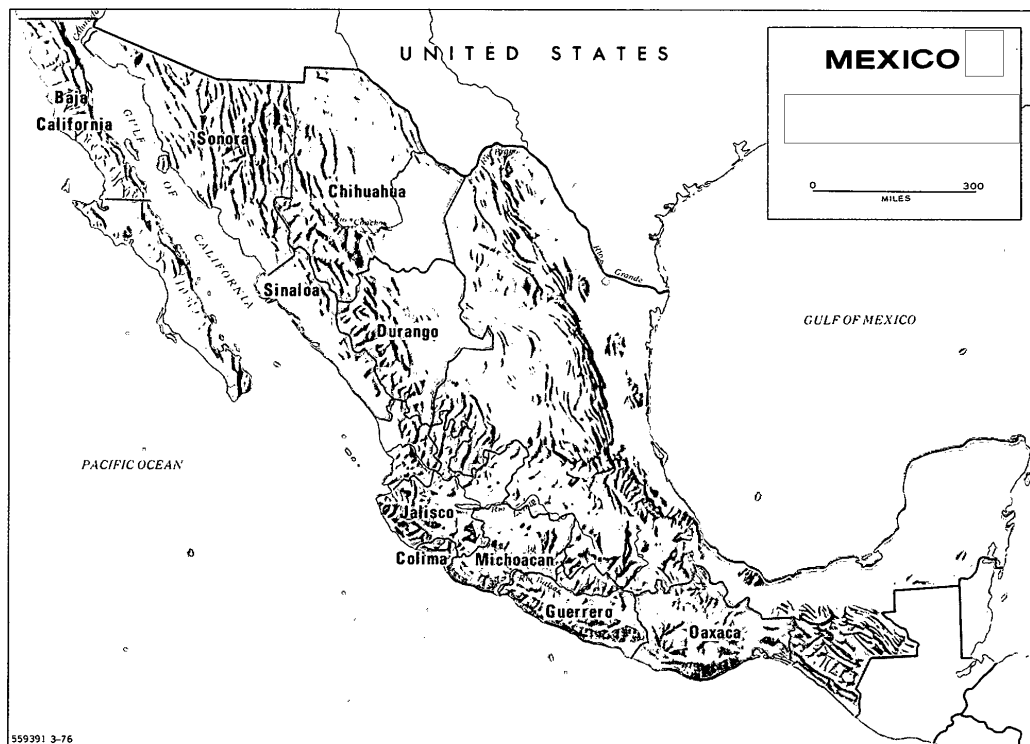 UNITED STATES
MEXICO
0 300
MILES
Baja
California
GULF OF CALIFORNIA
Sonora
Chihuahua
Rio Grande
Sinaloa
Durango
GULF OF MEXICO
PACIFIC OCEAN
Jalisco
Colima
Michoacan
Guerrero
Oaxaca
559391 3-76